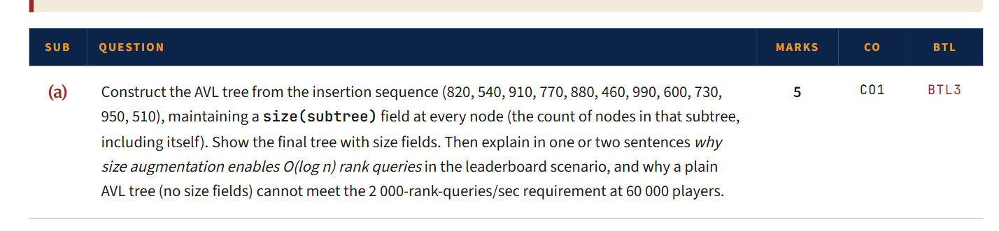 SUB QUESTION MARKS CO BTL
(a) Construct the AVL tree from the insertion sequence (820, 540, 910, 770, 880, 460, 990, 600, 730, 5 CO1 BTL3
950, 510), maintaining a size(subtree) field at every node (the count of nodes in that subtree,
including itself). Show the final tree with size fields. Then explain in one or two sentences why
size augmentation enables O(log n) rank queries in the leaderboard scenario, and why a plain
AVL tree (no size fields) cannot meet the 2 000-rank-queries/sec requirement at 60 000 players.